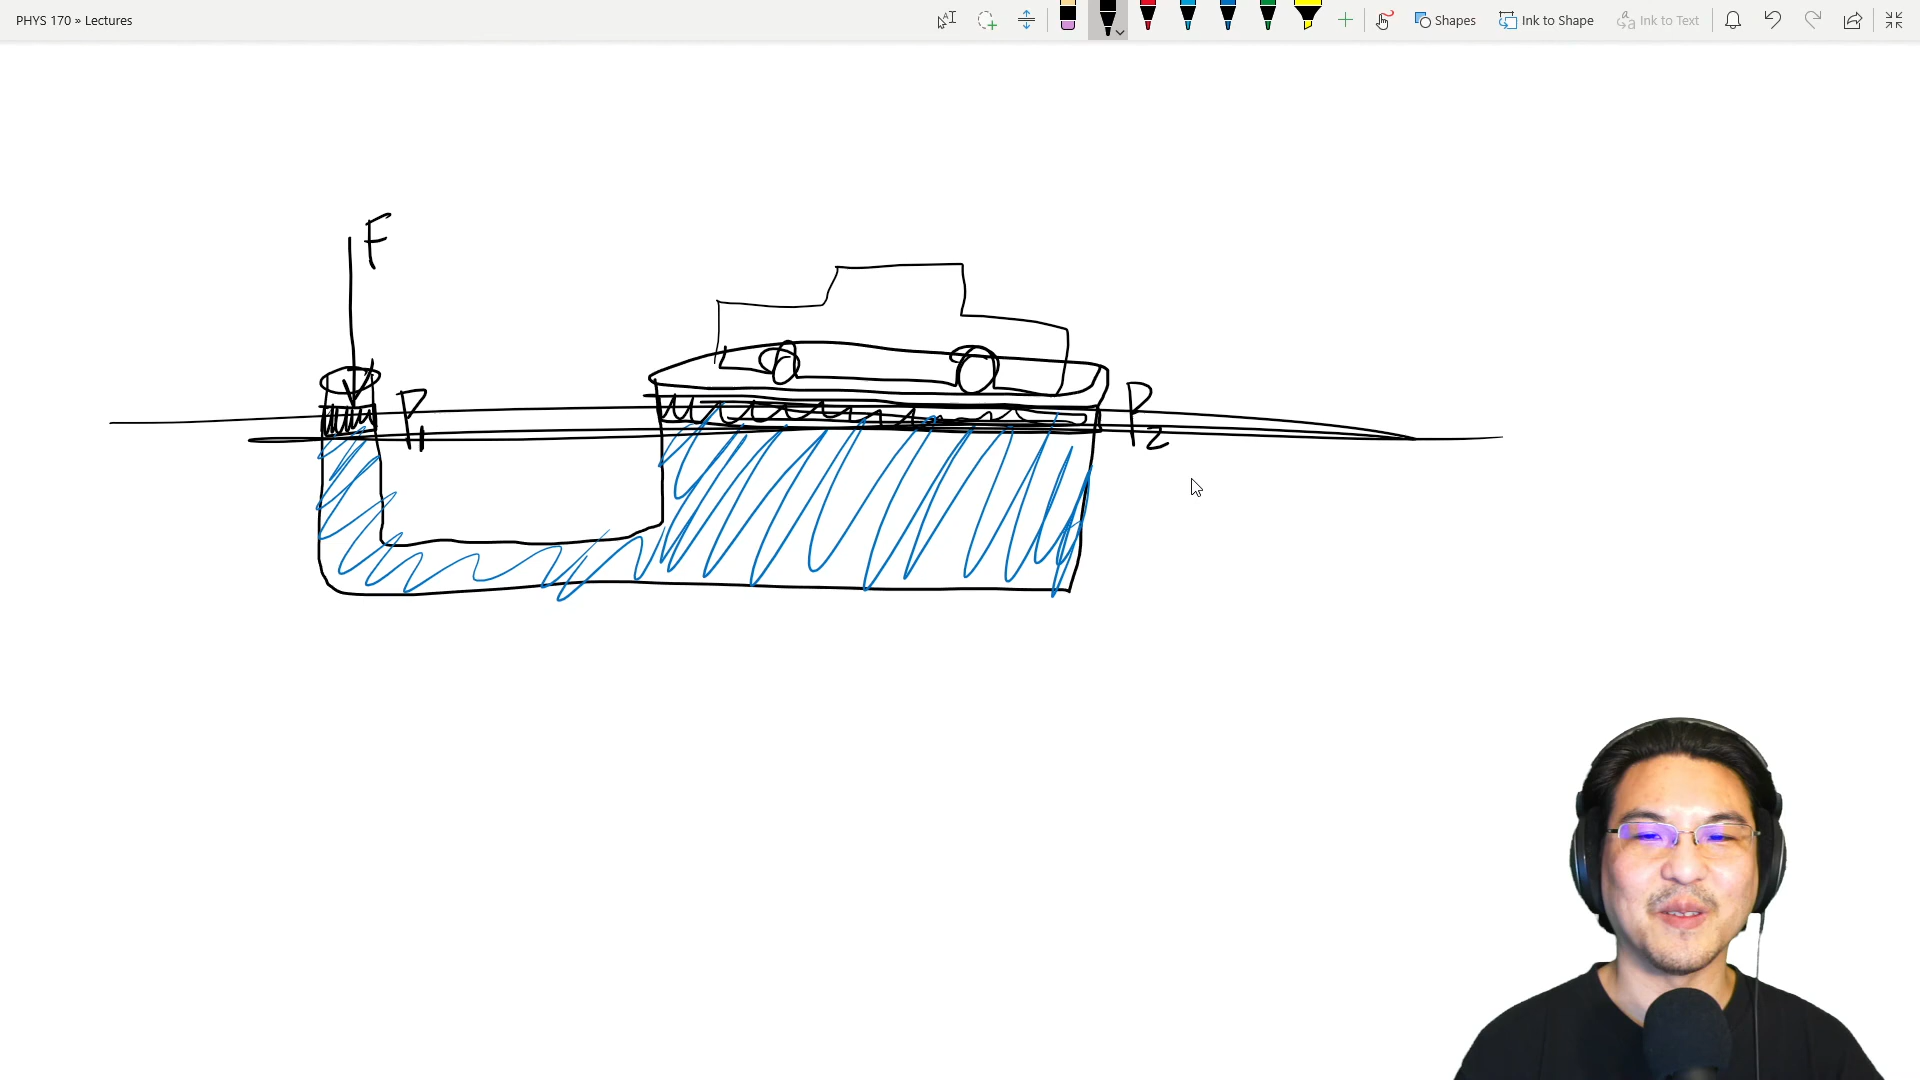 PHYS 170 » Lectures
Shapes
Ink to Shape
Ink to Text
F
P1
P2